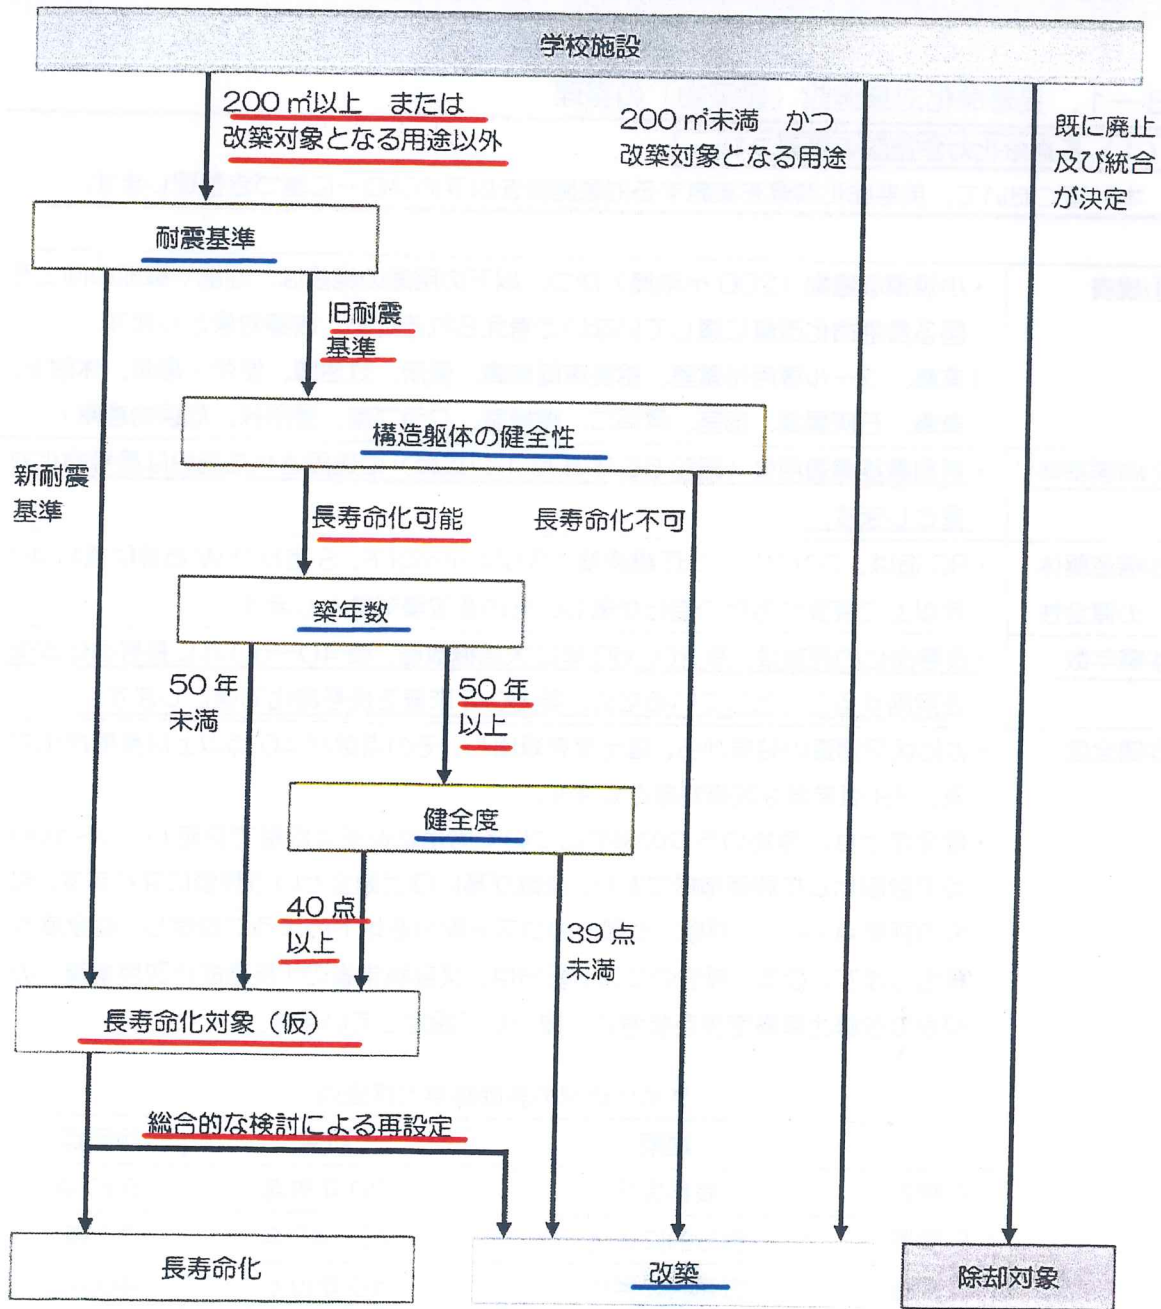 学校施設
200㎡以上　または
改築対象となる用途以外
200㎡未満　かつ
改築対象となる用途
既に廃止
及び統合
が決定
耐震基準
旧耐震
基準
構造躯体の健全性
新耐震
基準
長寿命化可能
長寿命化不可
築年数
50年
未満
50年
以上
健全度
40点
以上
39点
未満
長寿命化対象（仮）
総合的な検討による再設定
長寿命化
改築
除却対象